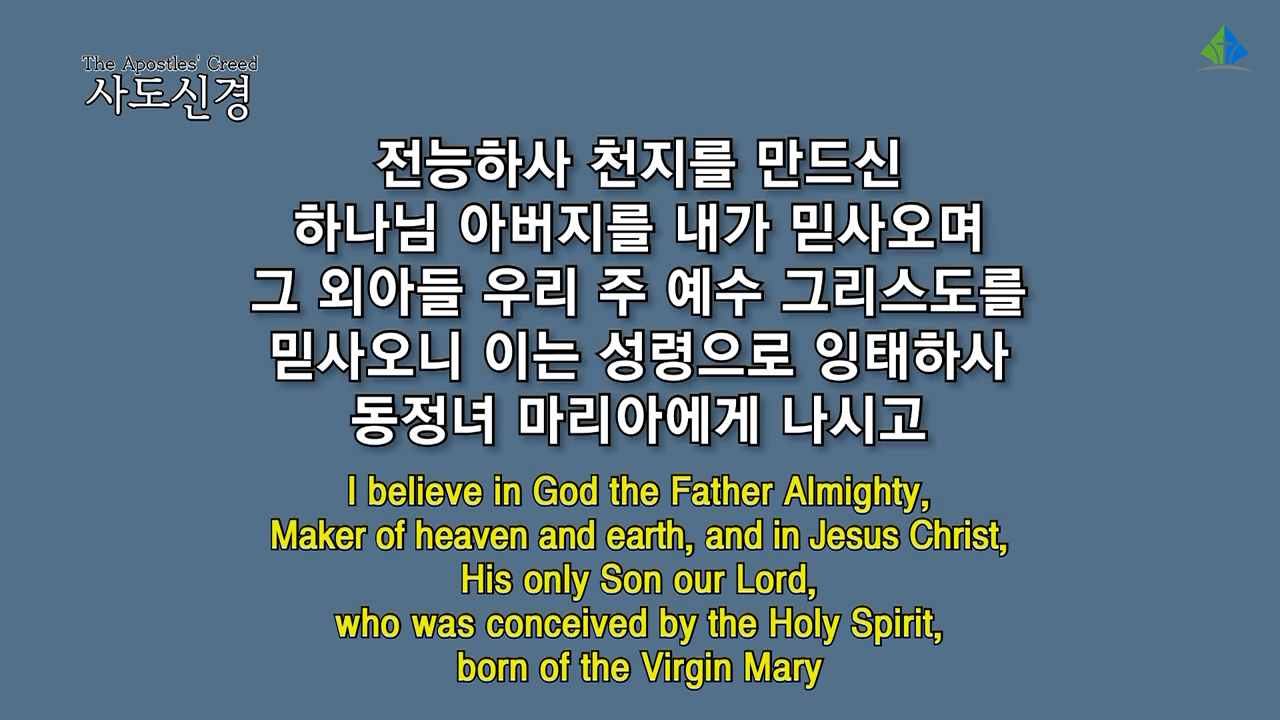 The Apostles' Creed
사도신경
전능하사 천지를 만드신
하나님 아버지를 내가 믿사오며
그 외아들 우리 주 예수 그리스도를
믿사오니 이는 성령으로 잉태하사
동정녀 마리아에게 나시고
I believe in God the Father Almighty,
Maker of heaven and earth, and in Jesus Christ,
His only Son our Lord,
who was conceived by the Holy Spirit,
born of the Virgin Mary